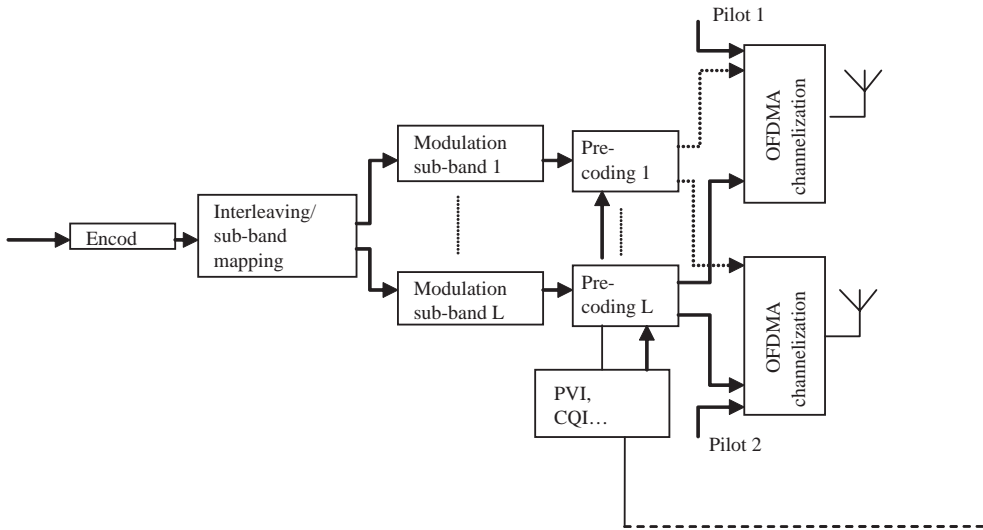 Pilot 1
OFDMA
channelization
Modulation
sub-band 1
Pre-
coding 1
Interleaving/
sub-band
mapping
Encod
Modulation
sub-band L
Pre-
coding L
OFDMA
channelization
PVI,
CQI…
Pilot 2